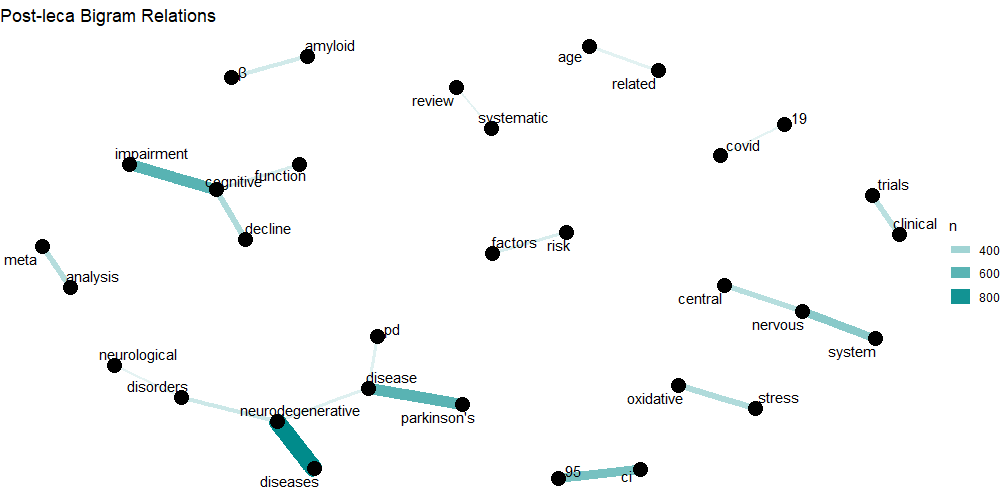 Post-leca Bigram Relations
amyloid
β
age
related
review
systematic
19
covid
impairment
cognitive
function
decline
trials
clinical
n
400
600
800
factors
risk
meta
analysis
central
nervous
system
pd
disease
parkinson's
neurological
disorders
neurodegenerative
diseases
oxidative
stress
95
ci